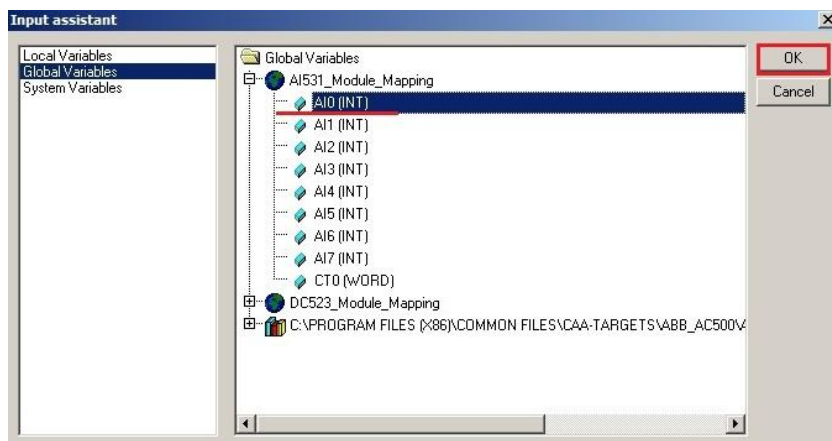 Input assistant
Local Variables
Global Variables
System Variables
Global Variables
AI531_Module_Mapping
AI0 (INT)
AI1 (INT)
AI2 (INT)
AI3 (INT)
AI4 (INT)
AI5 (INT)
AI6 (INT)
AI7 (INT)
CT0 (WORD)
DC523_Module_Mapping
C:\PROGRAM FILES (X86)\COMMON FILES\CAA-TARGETS\ABB_AC500\
OK
Cancel